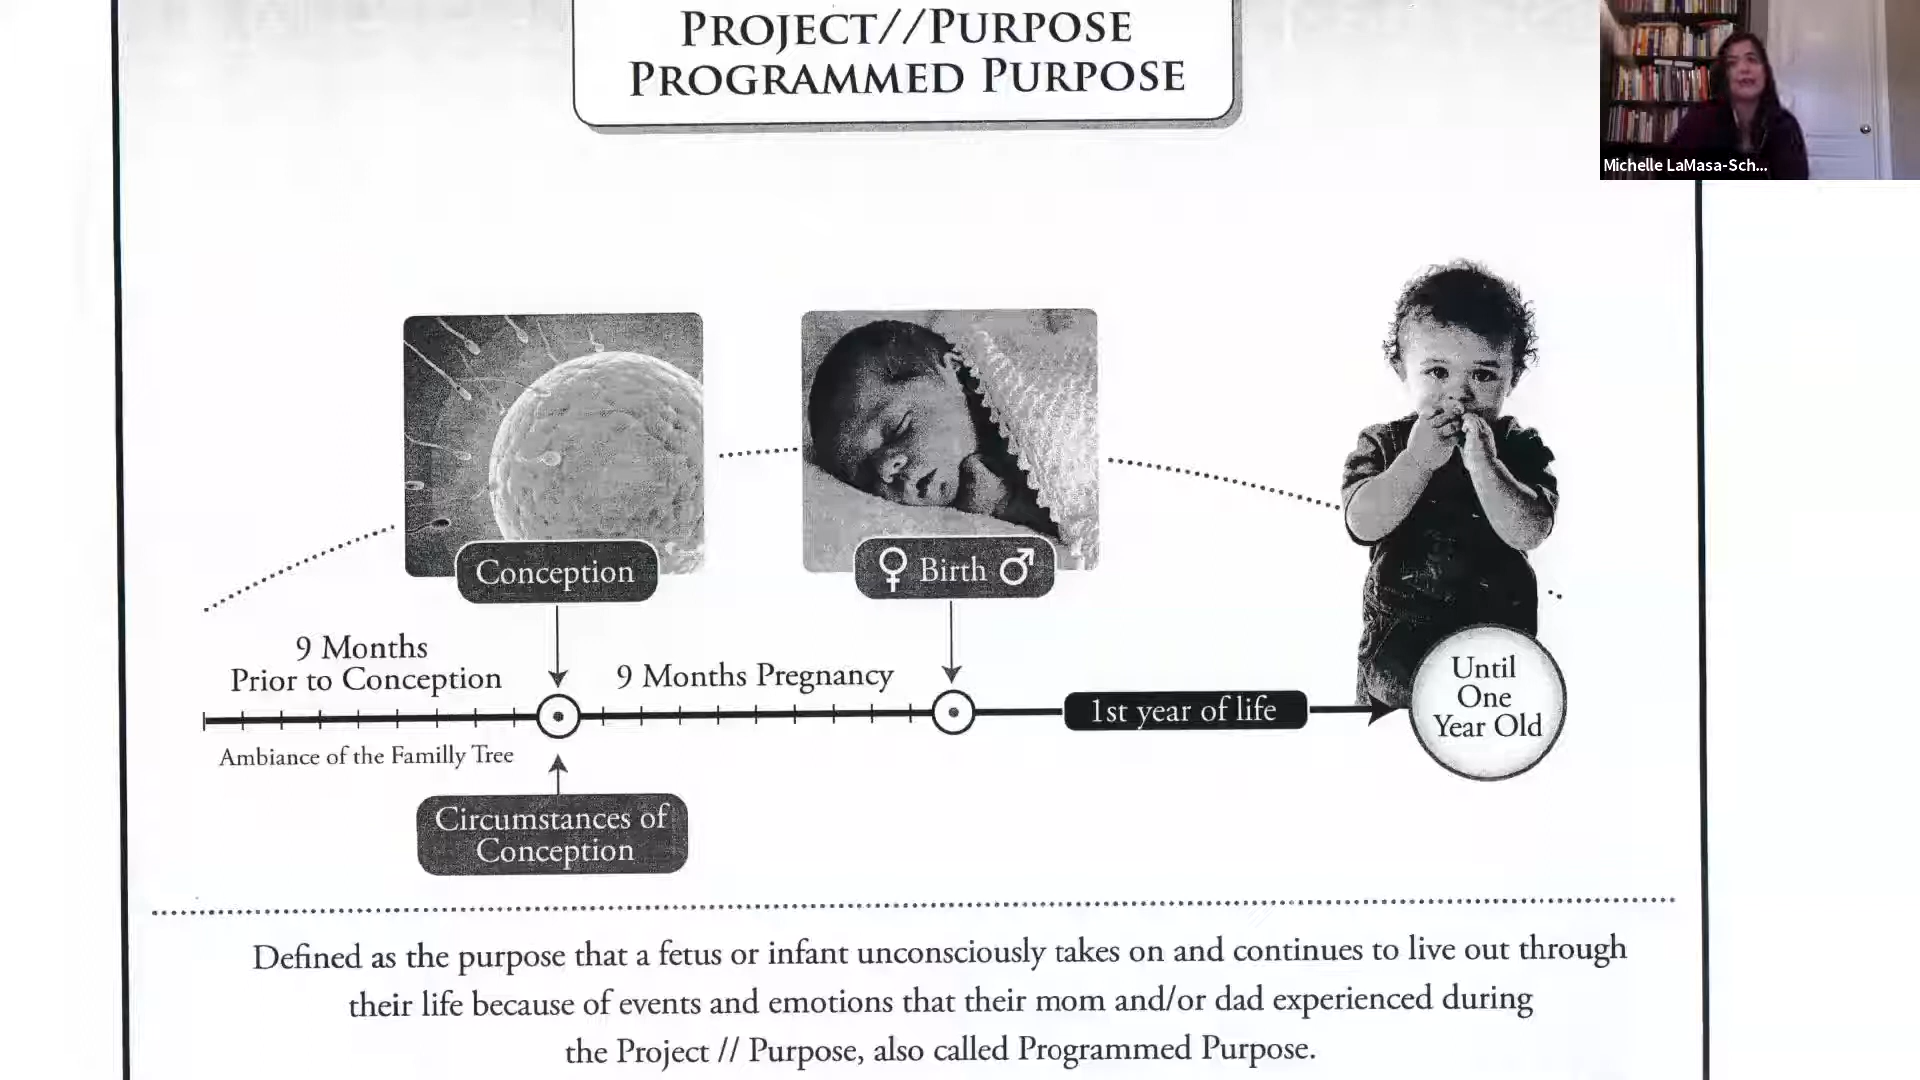 PROJECT//PURPOSE
PROGRAMMED PURPOSE
Michelle LaMasa-Sch...
Conception
♀ Birth ♂
9 Months
Prior to Conception
9 Months Pregnancy
1st year of life
Until
One
Year Old
Ambiance of the Familly Tree
Circumstances of
Conception
Defined as the purpose that a fetus or infant unconsciously takes on and continues to live out through
their life because of events and emotions that their mom and/or dad experienced during
the Project // Purpose, also called Programmed Purpose.